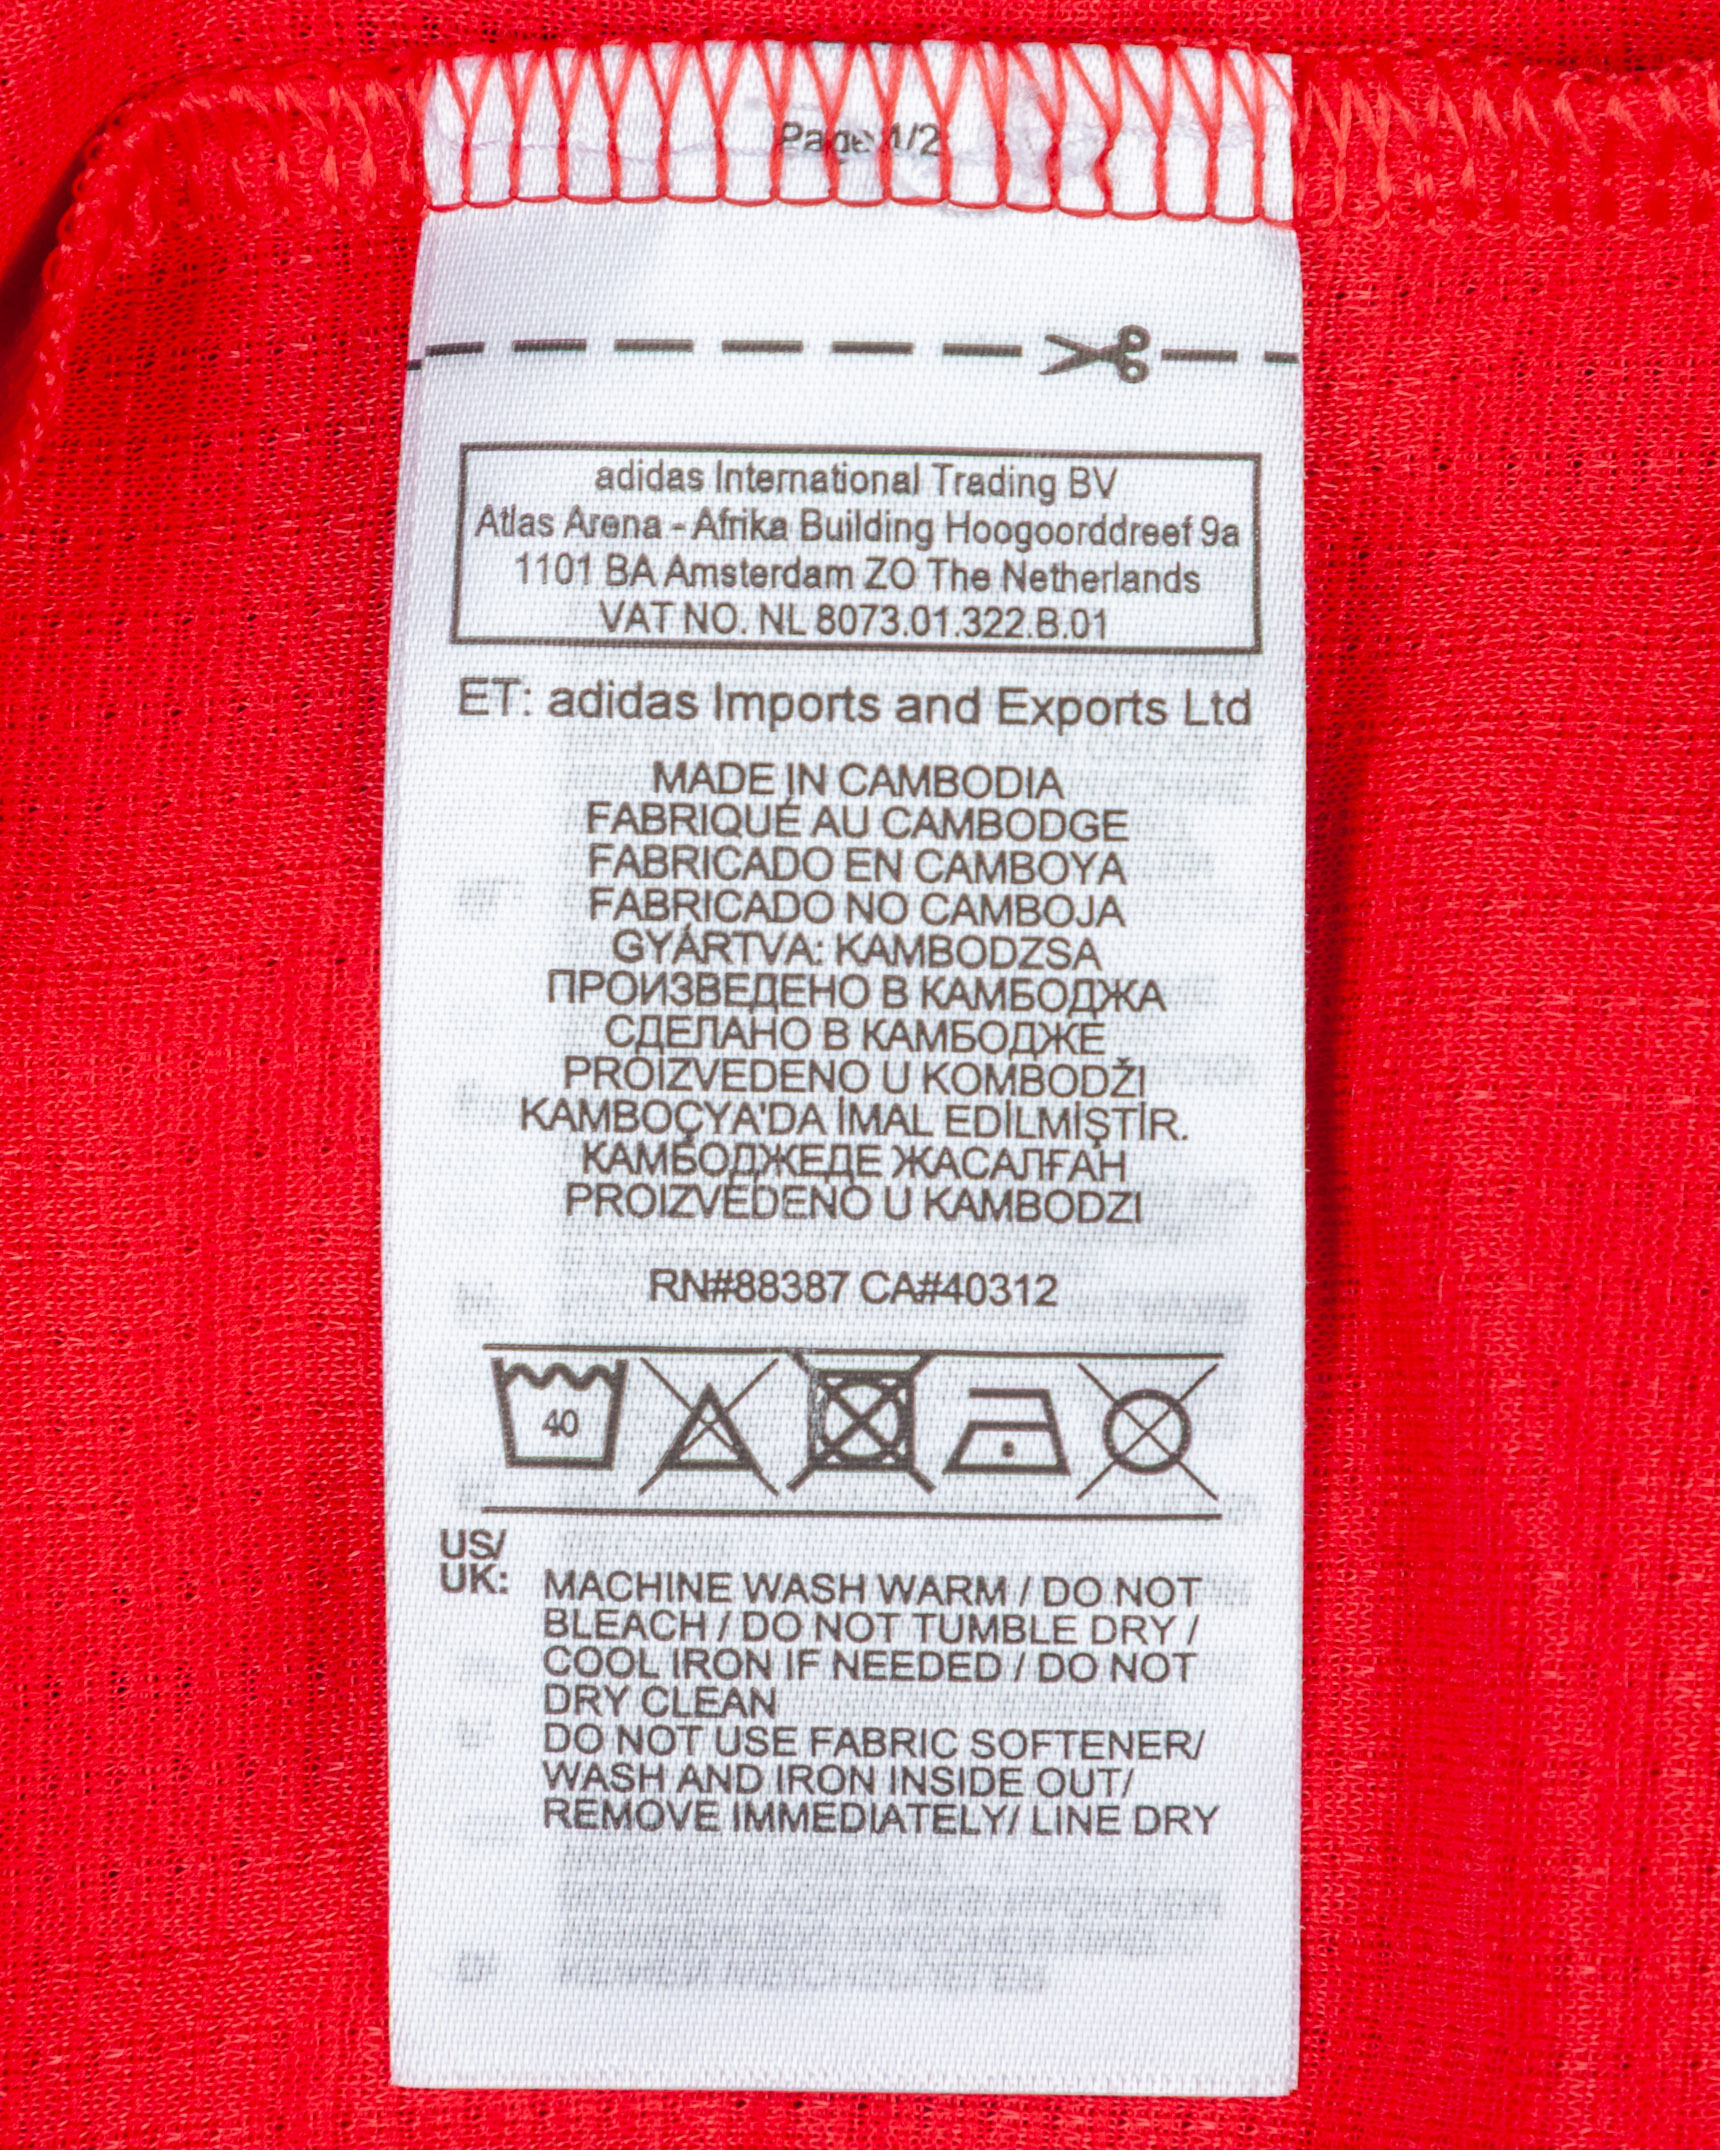 Page 1/2
adidas International Trading BV
Atlas Arena - Afrika Building Hoogoorddreef 9a
1101 BA Amsterdam ZO The Netherlands
VAT NO. NL 8073.01.322.B.01
ET: adidas Imports and Exports Ltd
MADE IN CAMBODIA
FABRIQUÉ AU CAMBODGE
FABRICADO EN CAMBOYA
FABRICADO NO CAMBOJA
GYÁRTVA: KAMBODZSA
ПРОИЗВЕДЕНО В КАМБОДЖА
СДЕЛАНО В КАМБОДЖЕ
PROIZVEDENO U KOMBODŽI
KAMBOÇYA'DA İMAL EDİLMİŞTİR.
КАМБОДЖЕДЕ ЖАСАЛҒАН
PROIZVEDENO U KAMBODZI
RN#88387 CA#40312
40
US/
UK:
MACHINE WASH WARM / DO NOT
BLEACH / DO NOT TUMBLE DRY /
COOL IRON IF NEEDED / DO NOT
DRY CLEAN
DO NOT USE FABRIC SOFTENER/
WASH AND IRON INSIDE OUT/
REMOVE IMMEDIATELY/ LINE DRY